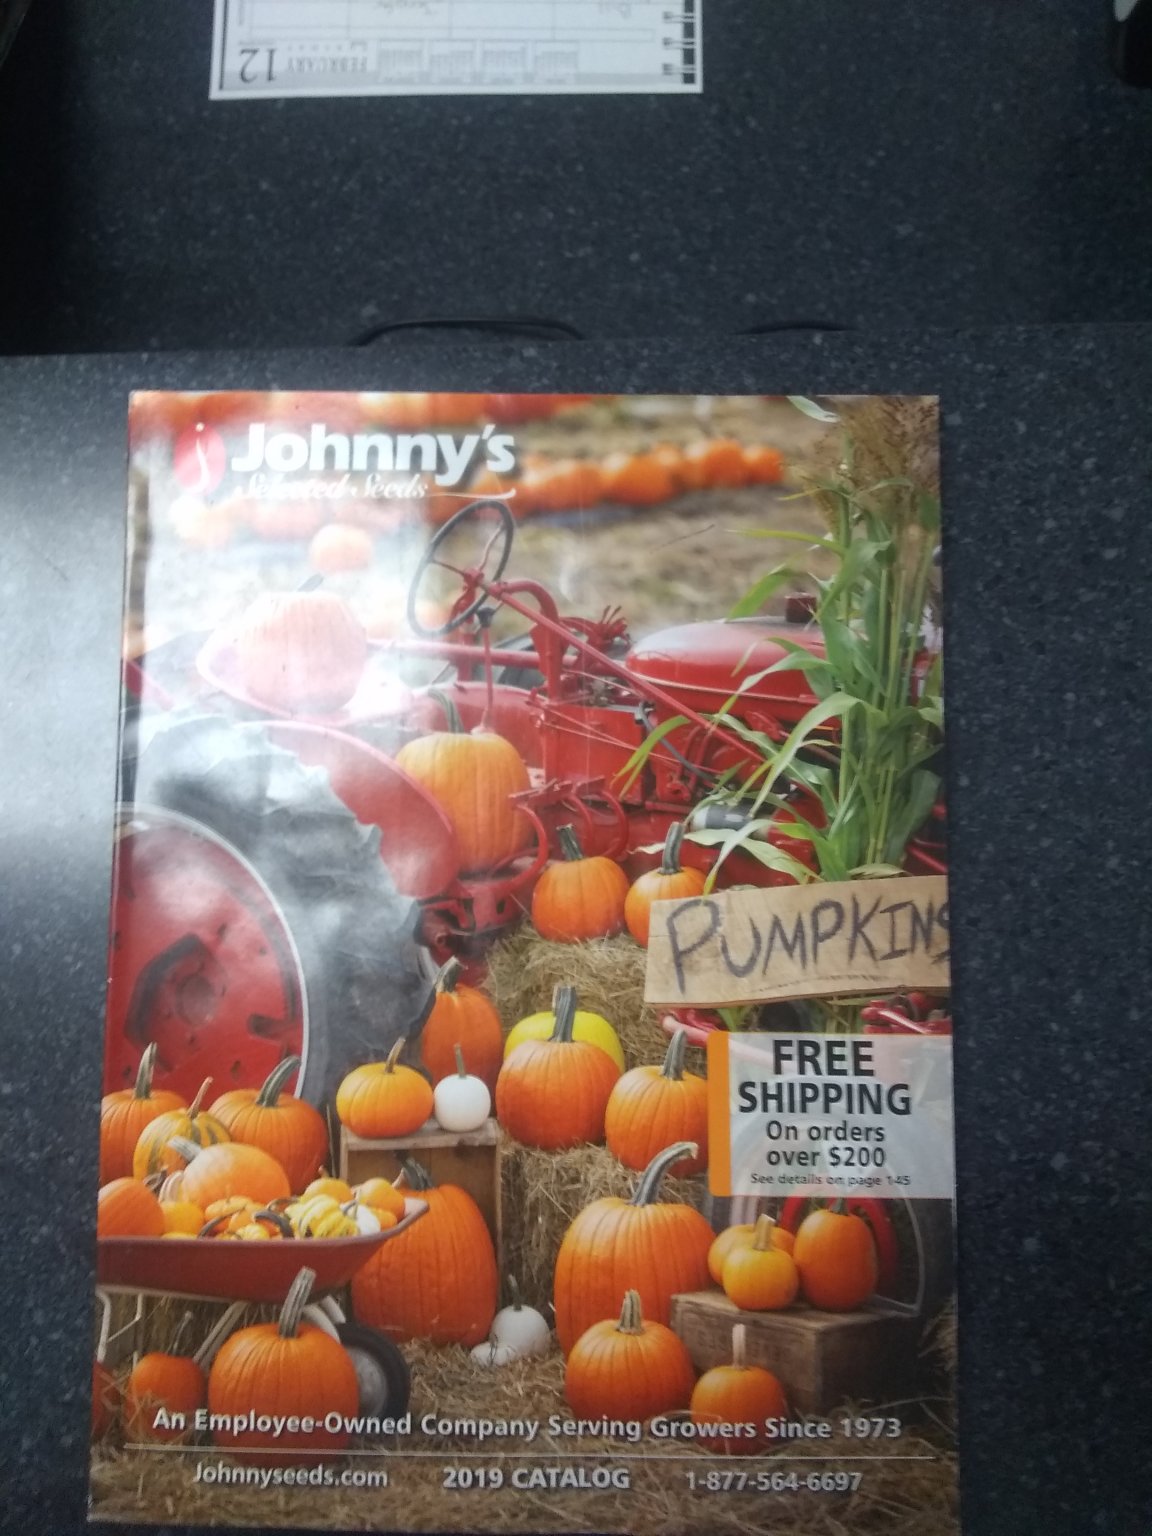 FEBRUARY
12
Johnny's
Selected Seeds
PUMPKINS
FREE
SHIPPING
On orders
over $200
See details on page 145
An Employee-Owned Company Serving Growers Since 1973
Johnnyseeds.com 2019 CATALOG 1-877-564-6697